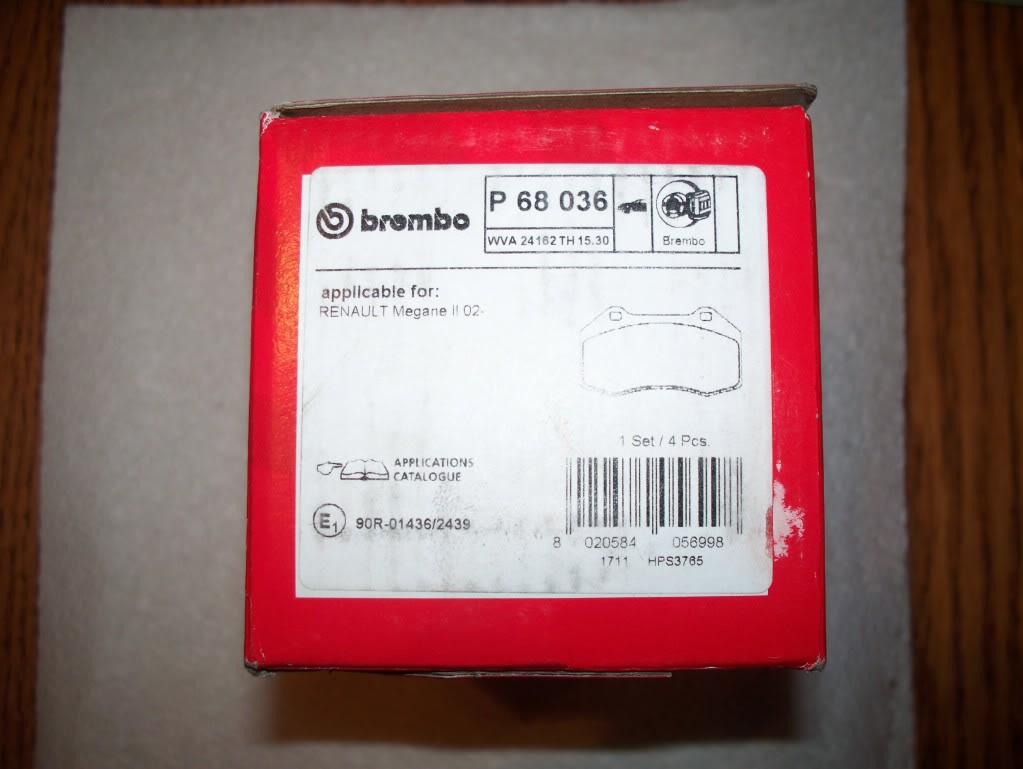 brembo
P 68 036
WVA 24162 TH 15.30
Brembo
applicable for:
RENAULT Megane II 02-
1 Set / 4 Pcs.
APPLICATIONS
CATALOGUE
E1 90R-01436/2439
8 020584 056998
1711 HPS3765